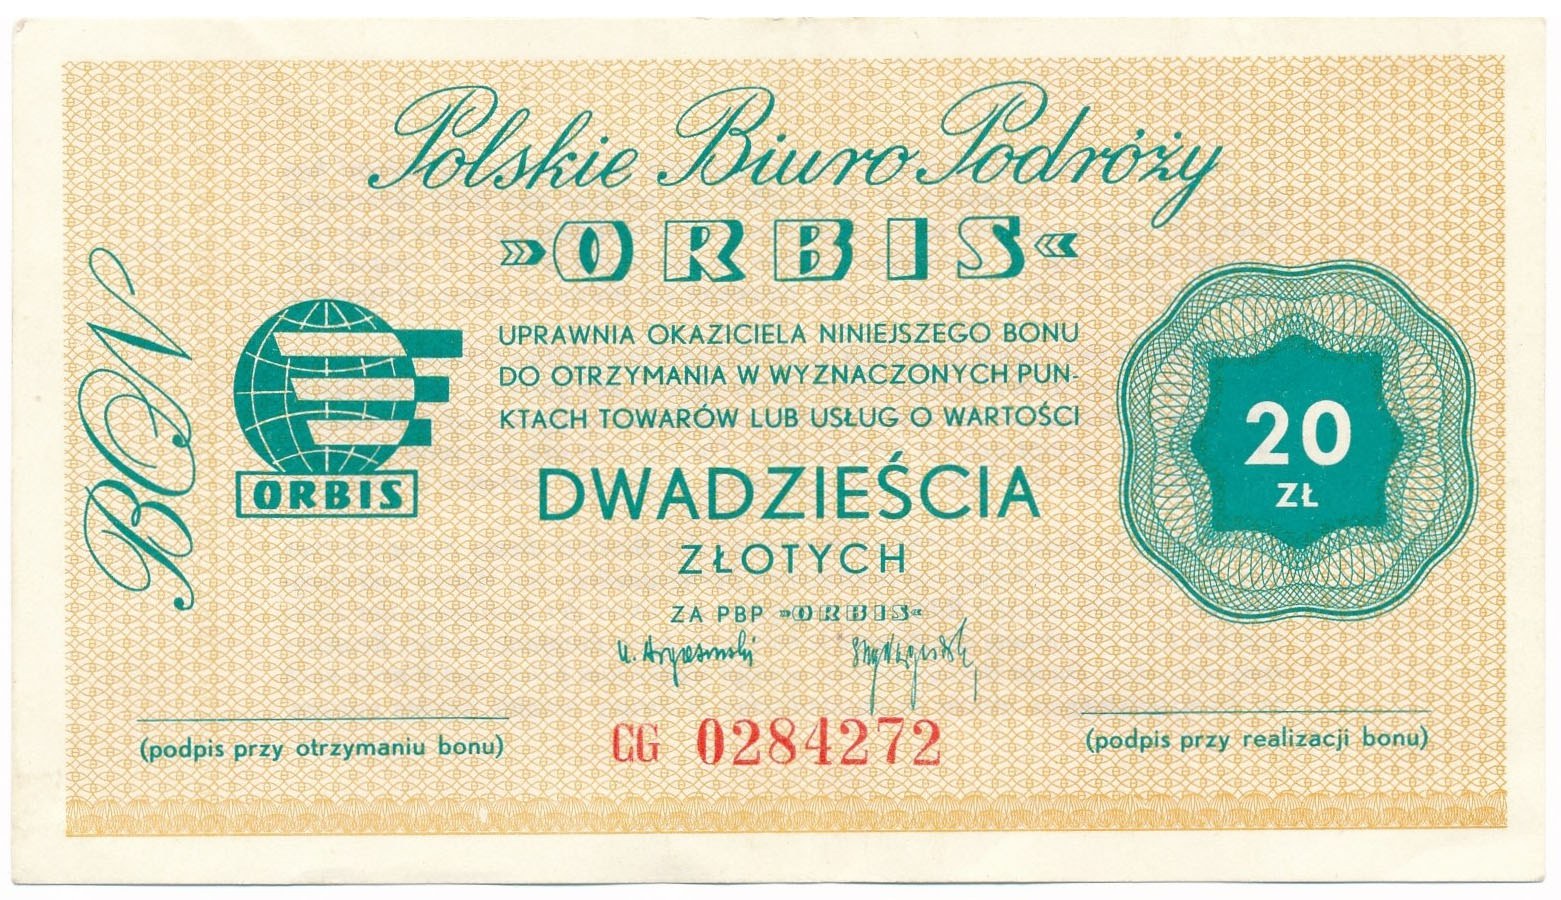 Polskie Biuro Podróży
»ORBIS«
BON
ORBIS
UPRAWNIA OKAZICIELA NINIEJSZEGO BONU
DO OTRZYMANIA W WYZNACZONYCH PUN-
KTACH TOWARÓW LUB USŁUG O WARTOŚCI
DWADZIEŚCIA
ZŁOTYCH
20
ZŁ
ZA PBP »ORBIS«
(podpis przy otrzymaniu bonu)
CG 0284272
(podpis przy realizacji bonu)